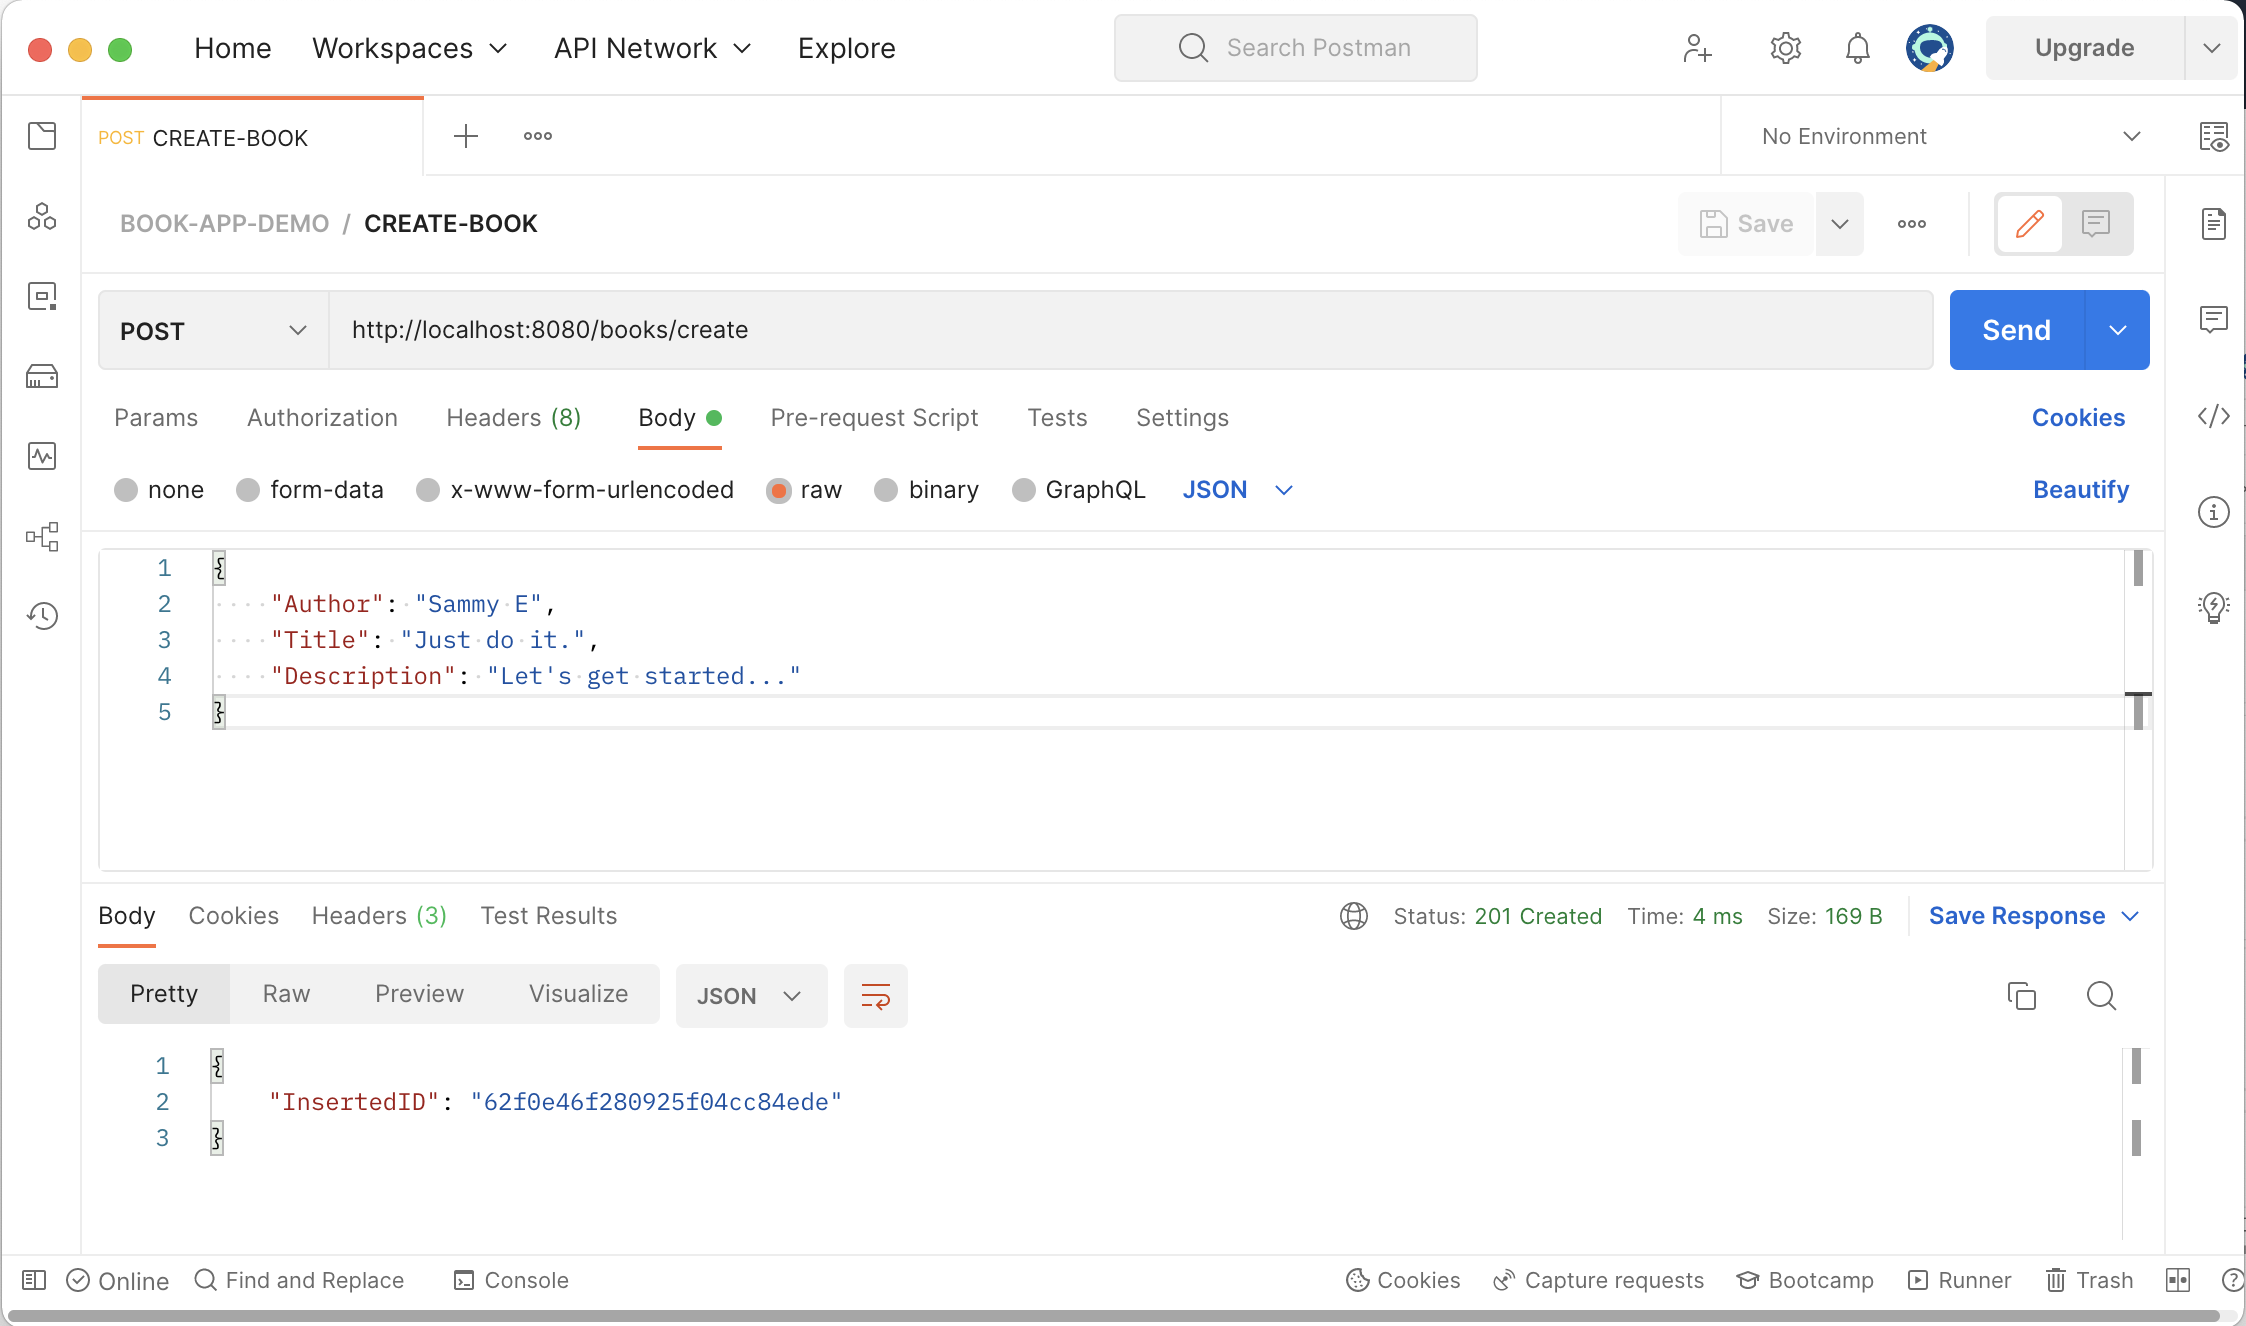 Home Workspaces API Network Explore Search Postman Upgrade
POST CREATE-BOOK No Environment
BOOK-APP-DEMO / CREATE-BOOK Save
POST http://localhost:8080/books/create Send
Params Authorization Headers (8) Body Pre-request Script Tests Settings Cookies
none form-data x-www-form-urlencoded raw binary GraphQL JSON Beautify
1 {
2 "Author": "Sammy E",
3 "Title": "Just do it.",
4 "Description": "Let's get started..."
5 }
Body Cookies Headers (3) Test Results Status: 201 Created Time: 4 ms Size: 169 B Save Response
Pretty Raw Preview Visualize JSON
1 {
2 "InsertedID": "62f0e46f280925f04cc84ede"
3 }
Online Find and Replace Console Cookies Capture requests Bootcamp Runner Trash